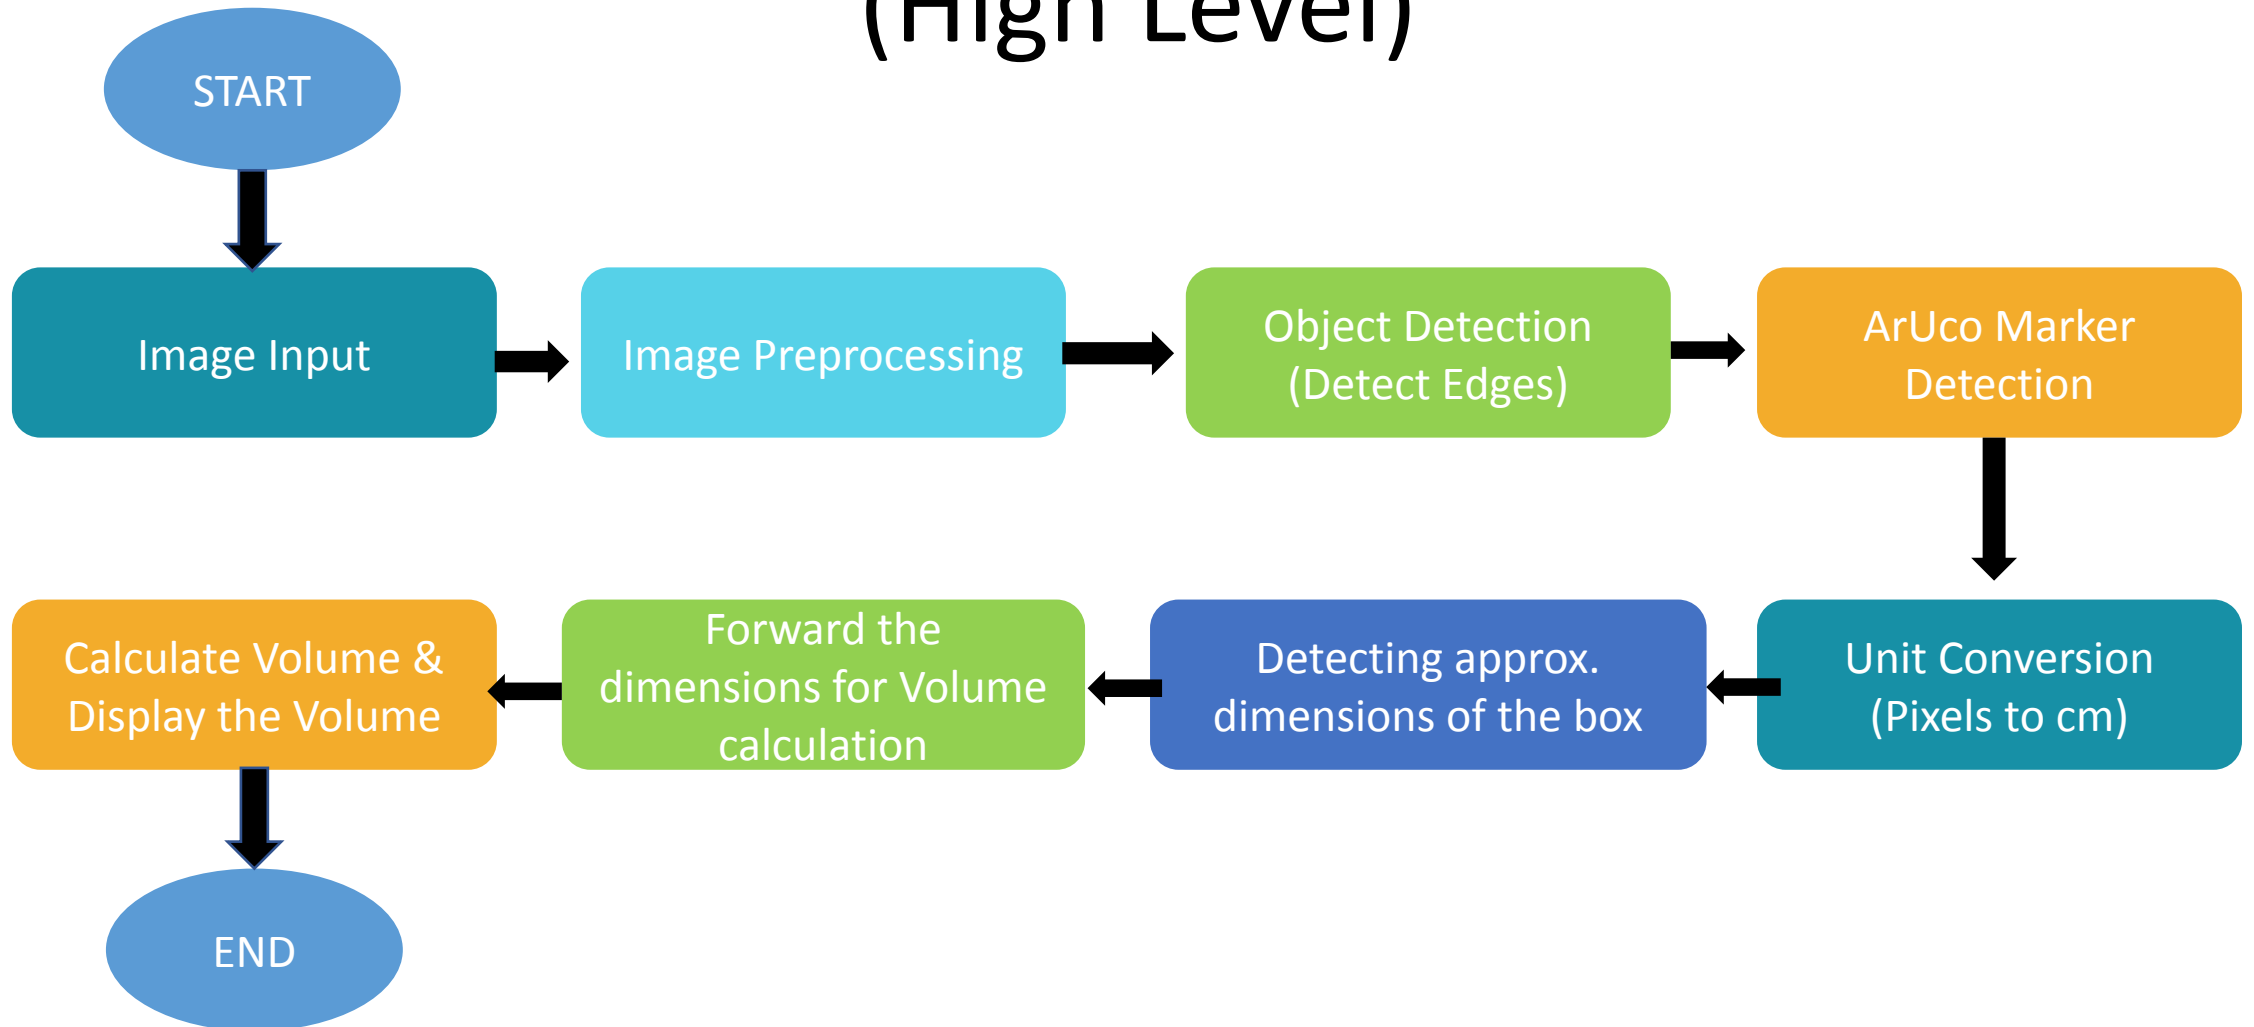 (High Level)
START
Image Input
Image Preprocessing
Object Detection
(Detect Edges)
ArUco Marker
Detection
Unit Conversion
(Pixels to cm)
Detecting approx.
dimensions of the box
Forward the
dimensions for Volume
calculation
Calculate Volume &
Display the Volume
END